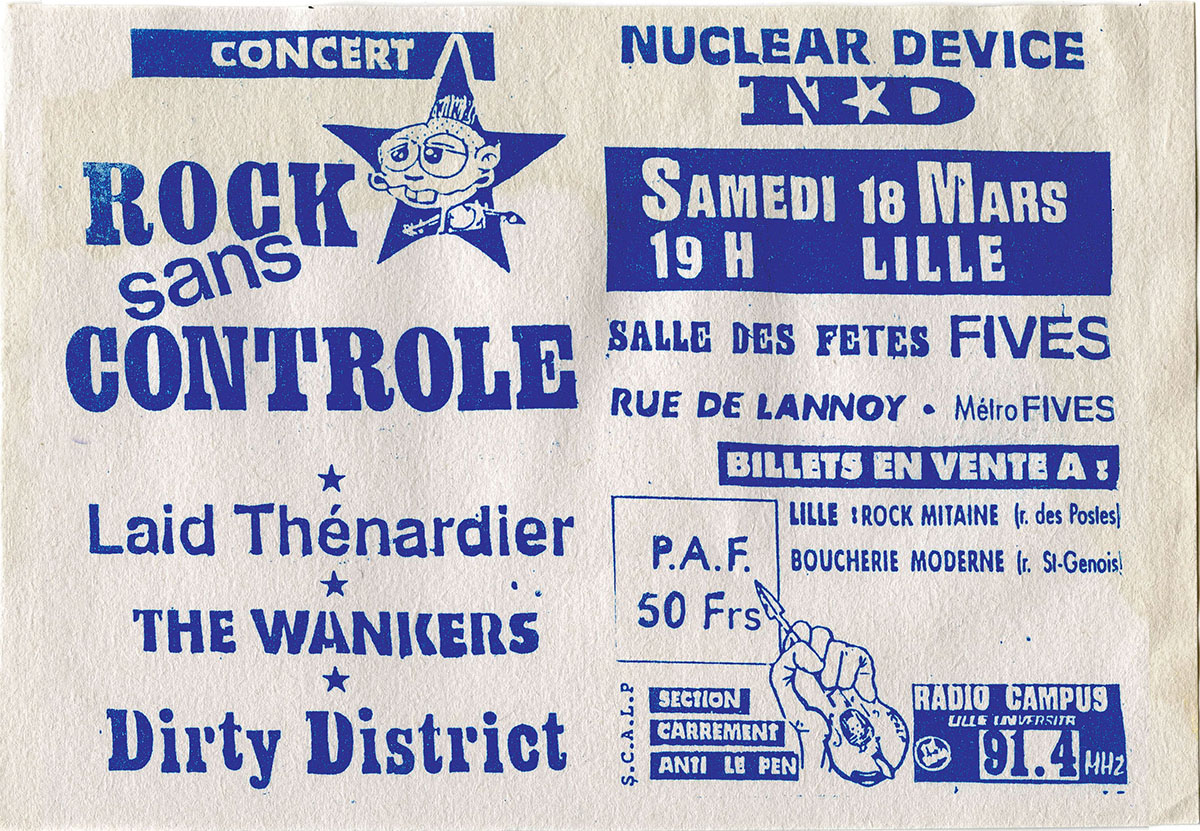 CONCERT
ROCK
sans
CONTROLE
Laid Thénardier
THE WANKERS
Dirty District
NUCLEAR DEVICE
N★D
SAMEDI 18 MARS
19 H LILLE
SALLE DES FETES FIVES
RUE DE LANNOY • Métro FIVES
BILLETS EN VENTE A :
LILLE : ROCK MITAINE (r. des Postes)
BOUCHERIE MODERNE (r. St-Genois)
P.A.F.
50 Frs
S.C.A.L.P
SECTION
CARREMENT
ANTI LE PEN
RADIO CAMPUS
LILLE UNIVERSITE
91.4 MHz